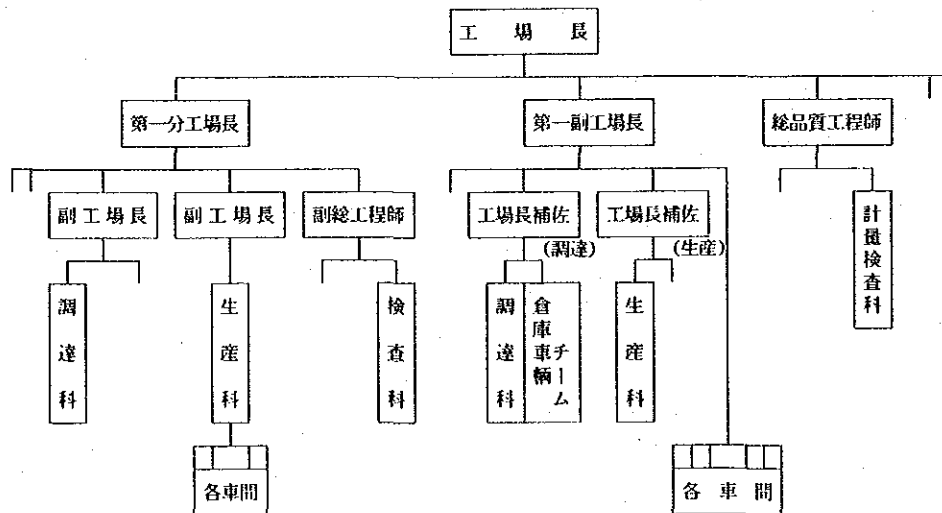 工場長
第一分工場長
第一副工場長
総品質工程師
副工場長
副工場長
副総工程師
工場長補佐
(調達)
工場長補佐
(生産)
計量検査科
調達科
生産科
検査科
調達科
倉庫車輌
チーム
生産科
各車間
各車間